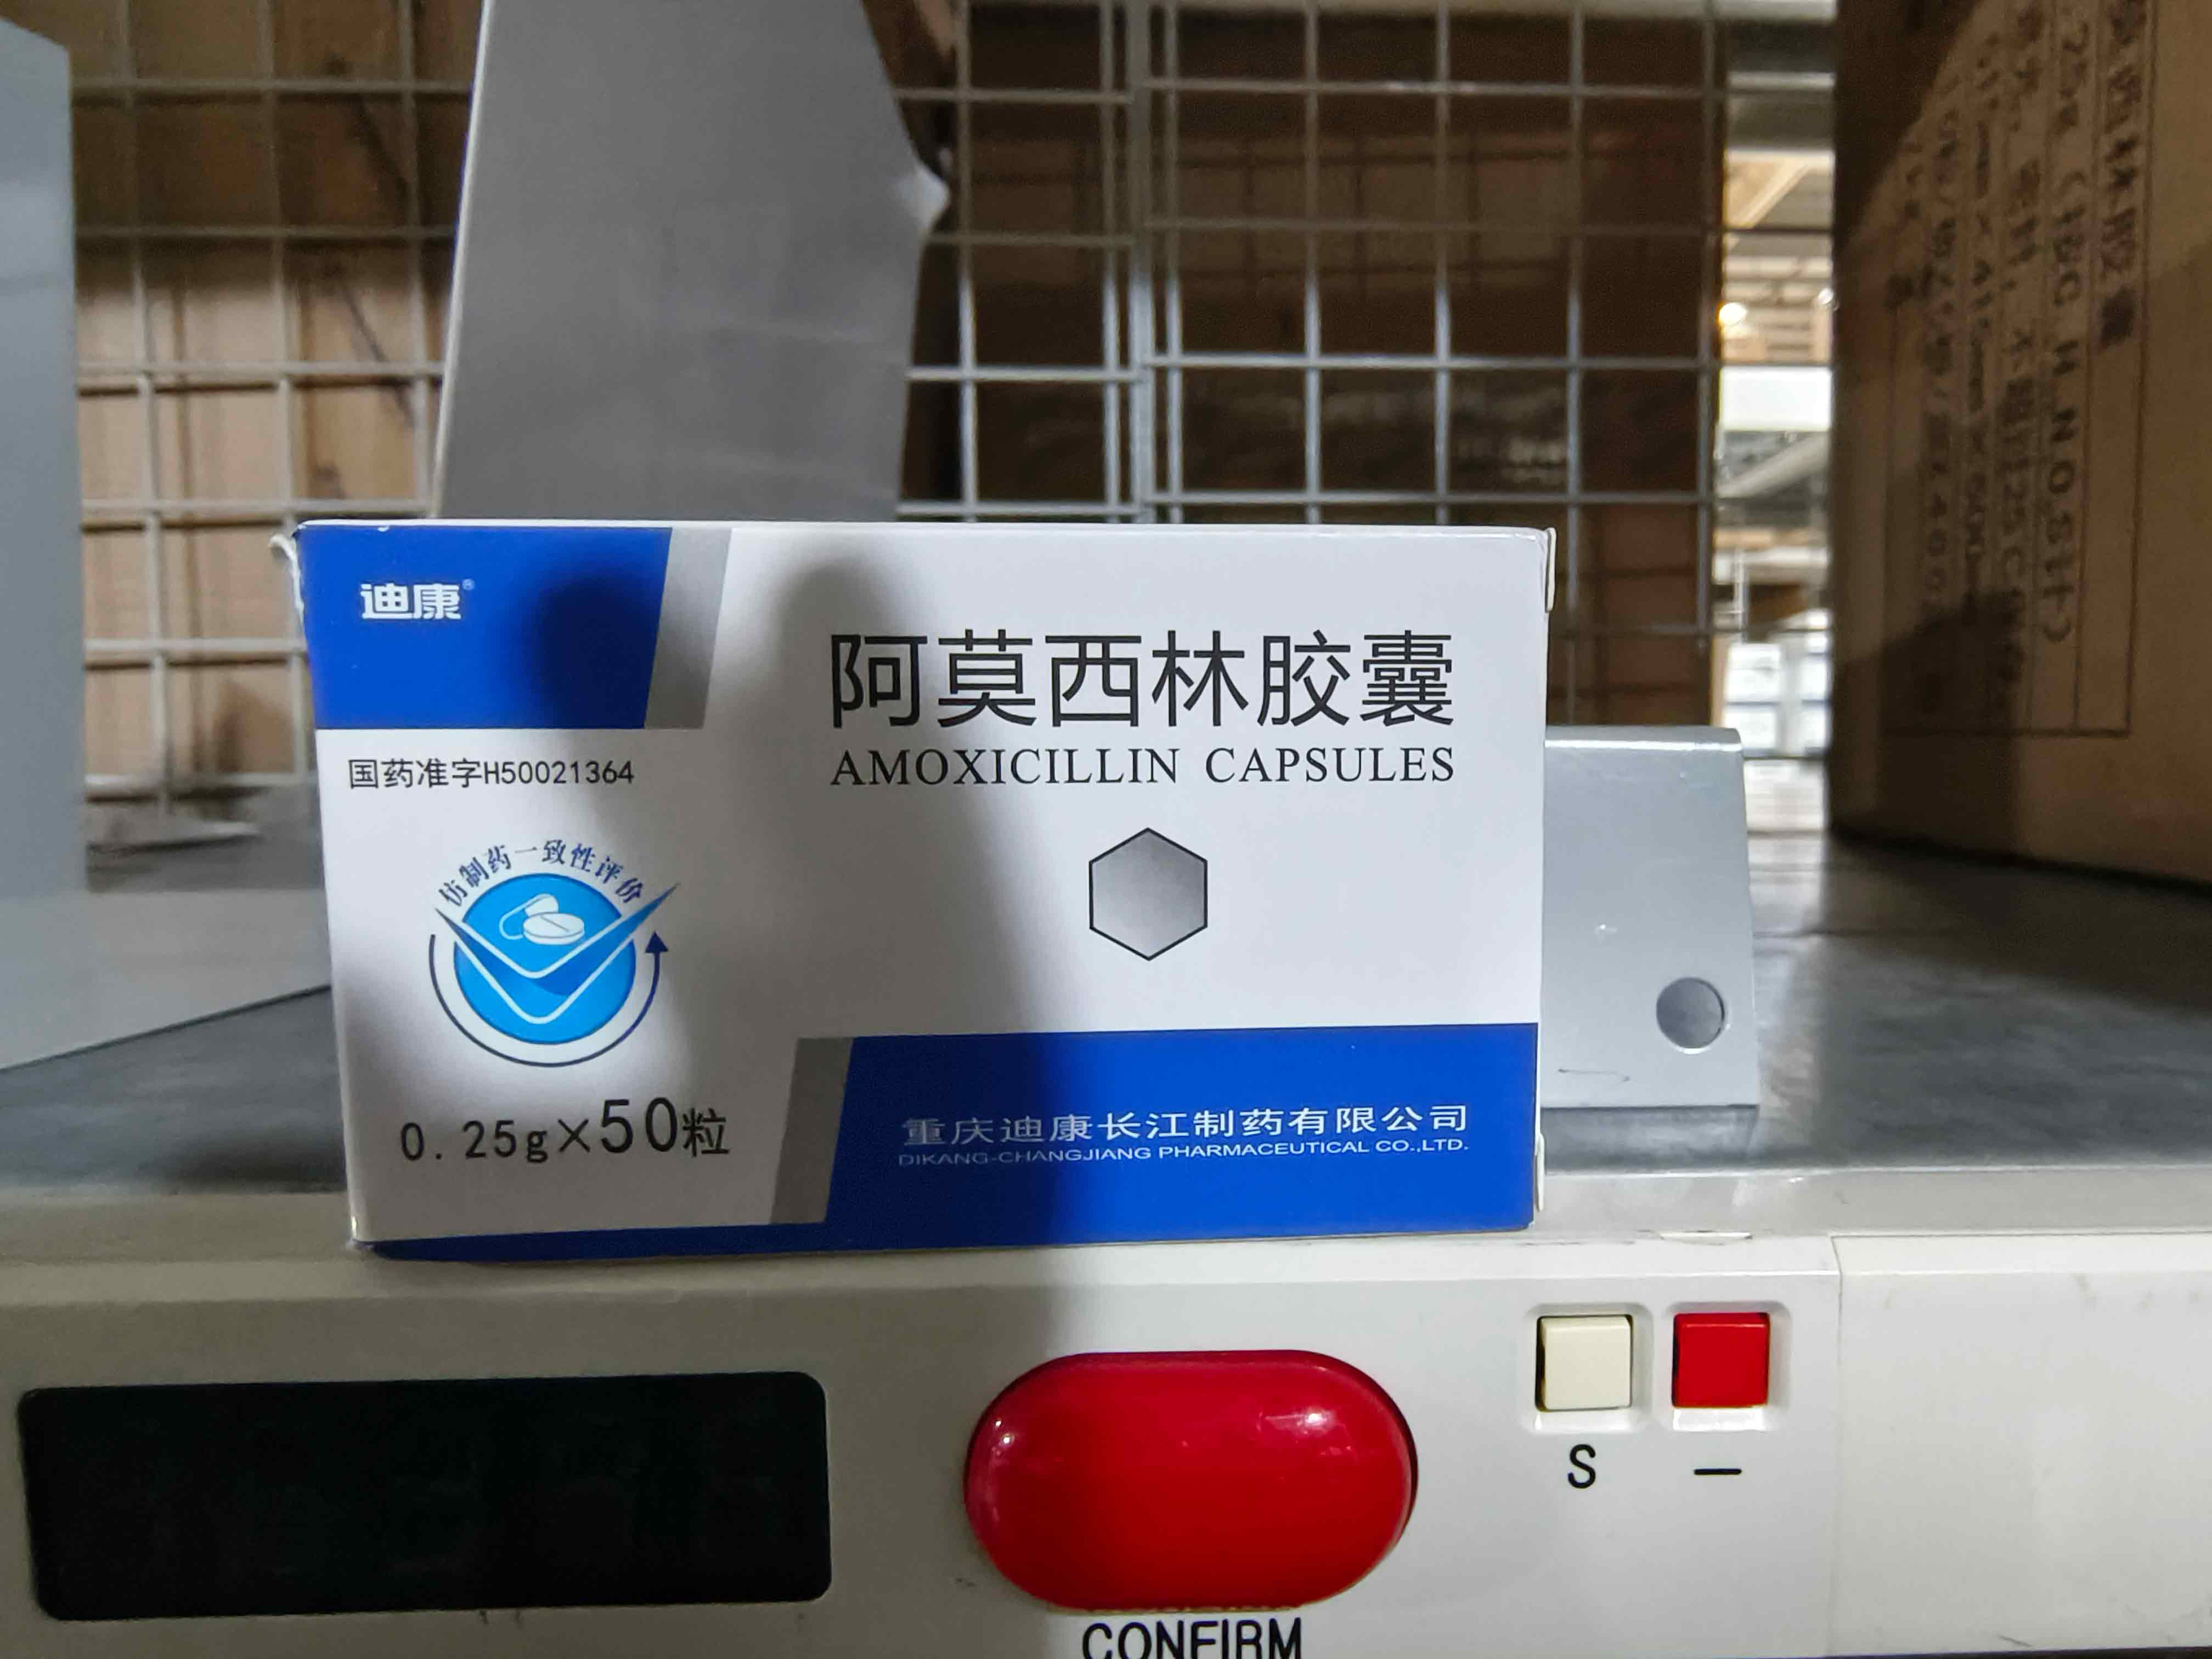 迪康®
国药准字H50021364
仿制药一致性评价
0.25g×50粒
阿莫西林胶囊
AMOXICILLIN CAPSULES
重庆迪康长江制药有限公司
DIKANG-CHANGJIANG PHARMACEUTICAL CO.,LTD.
S
—
CONFIRM